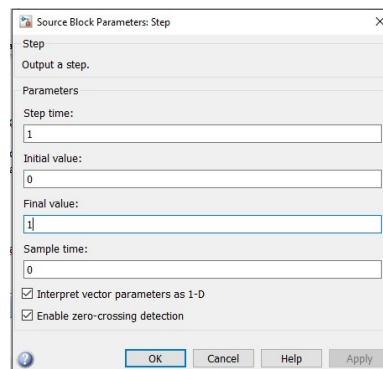 Source Block Parameters: Step
Step
Output a step.
Parameters
Step time:
1
Initial value:
0
Final value:
1
Sample time:
0
Interpret vector parameters as 1-D
Enable zero-crossing detection
OK
Cancel
Help
Apply